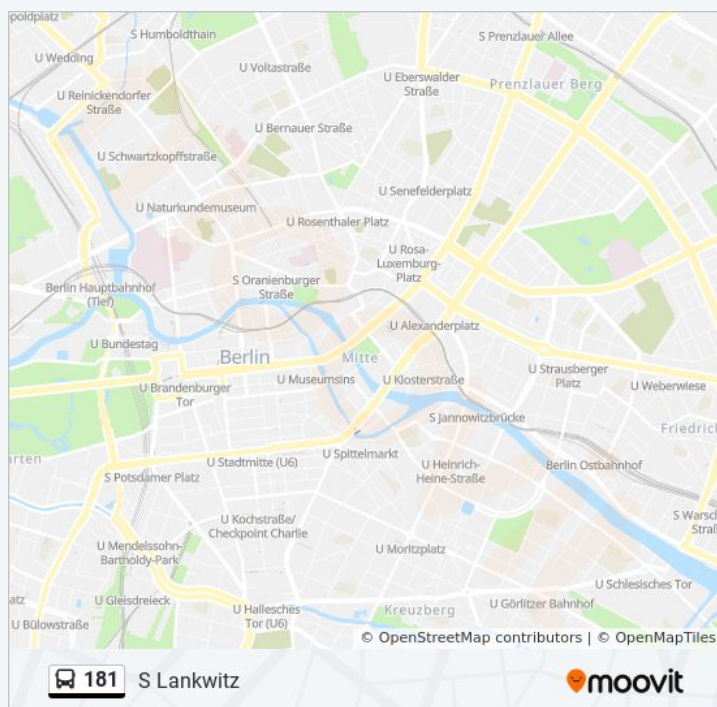 poldplatz
S Humboldthain
S Prenzlauer Allee
U Wedding
U Voltastraße
U Eberswalder
Straße
Prenzlauer Berg
U Reinickendorfer
Straße
U Bernauer Straße
U Schwartzkopffstraße
U Senefelderplatz
U Naturkundemuseum
U Rosenthaler Platz
U Rosa-
Luxemburg-
Platz
S Oranienburger
Straße
Berlin Hauptbahnhof
(Tief)
U Alexanderplatz
U Bundestag
Berlin
Mitte
U Strausberger
Platz
U Museumsins
U Klosterstraße
U Weberwiese
U Brandenburger
Tor
S Jannowitzbrücke
Friedrich
arten
U Spittelmarkt
U Stadtmitte (U6)
U Heinrich-
Heine-Straße
Berlin Ostbahnhof
S Potsdamer Platz
S Warsc
Straß
U Kochstraße/
Checkpoint Charlie
U Mendelssohn-
Bartholdy-Park
U Moritzplatz
U Schlesisches Tor
atz
U Gleisdreieck
U Hallesches
Tor (U6)
Kreuzberg
U Görlitzer Bahnhof
U Bülowstraße
© OpenStreetMap contributors | © OpenMapTiles
181 S Lankwitz
moovit